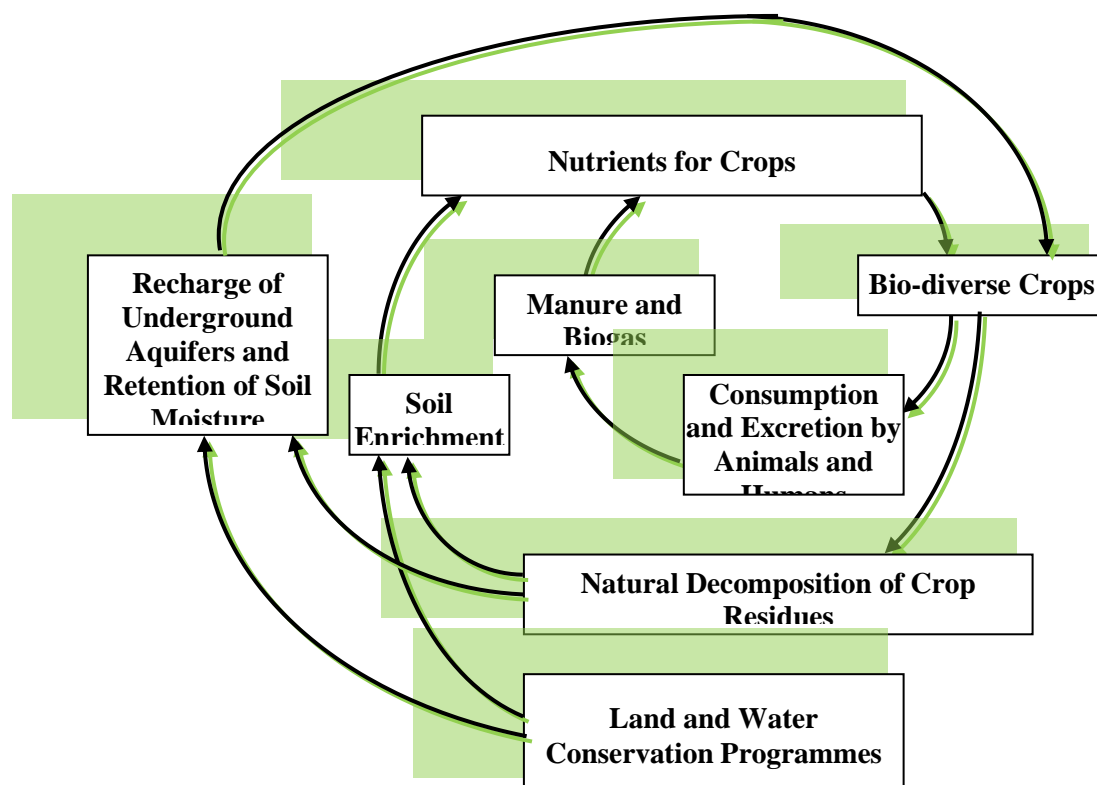 Nutrients for Crops
Recharge of
Underground
Aquifers and
Retention of Soil
Moisture
Manure and
Biogas
Bio-diverse Crops
Soil
Enrichment
Consumption
and Excretion by
Animals and
Humans
Natural Decomposition of Crop
Residues
Land and Water
Conservation Programmes